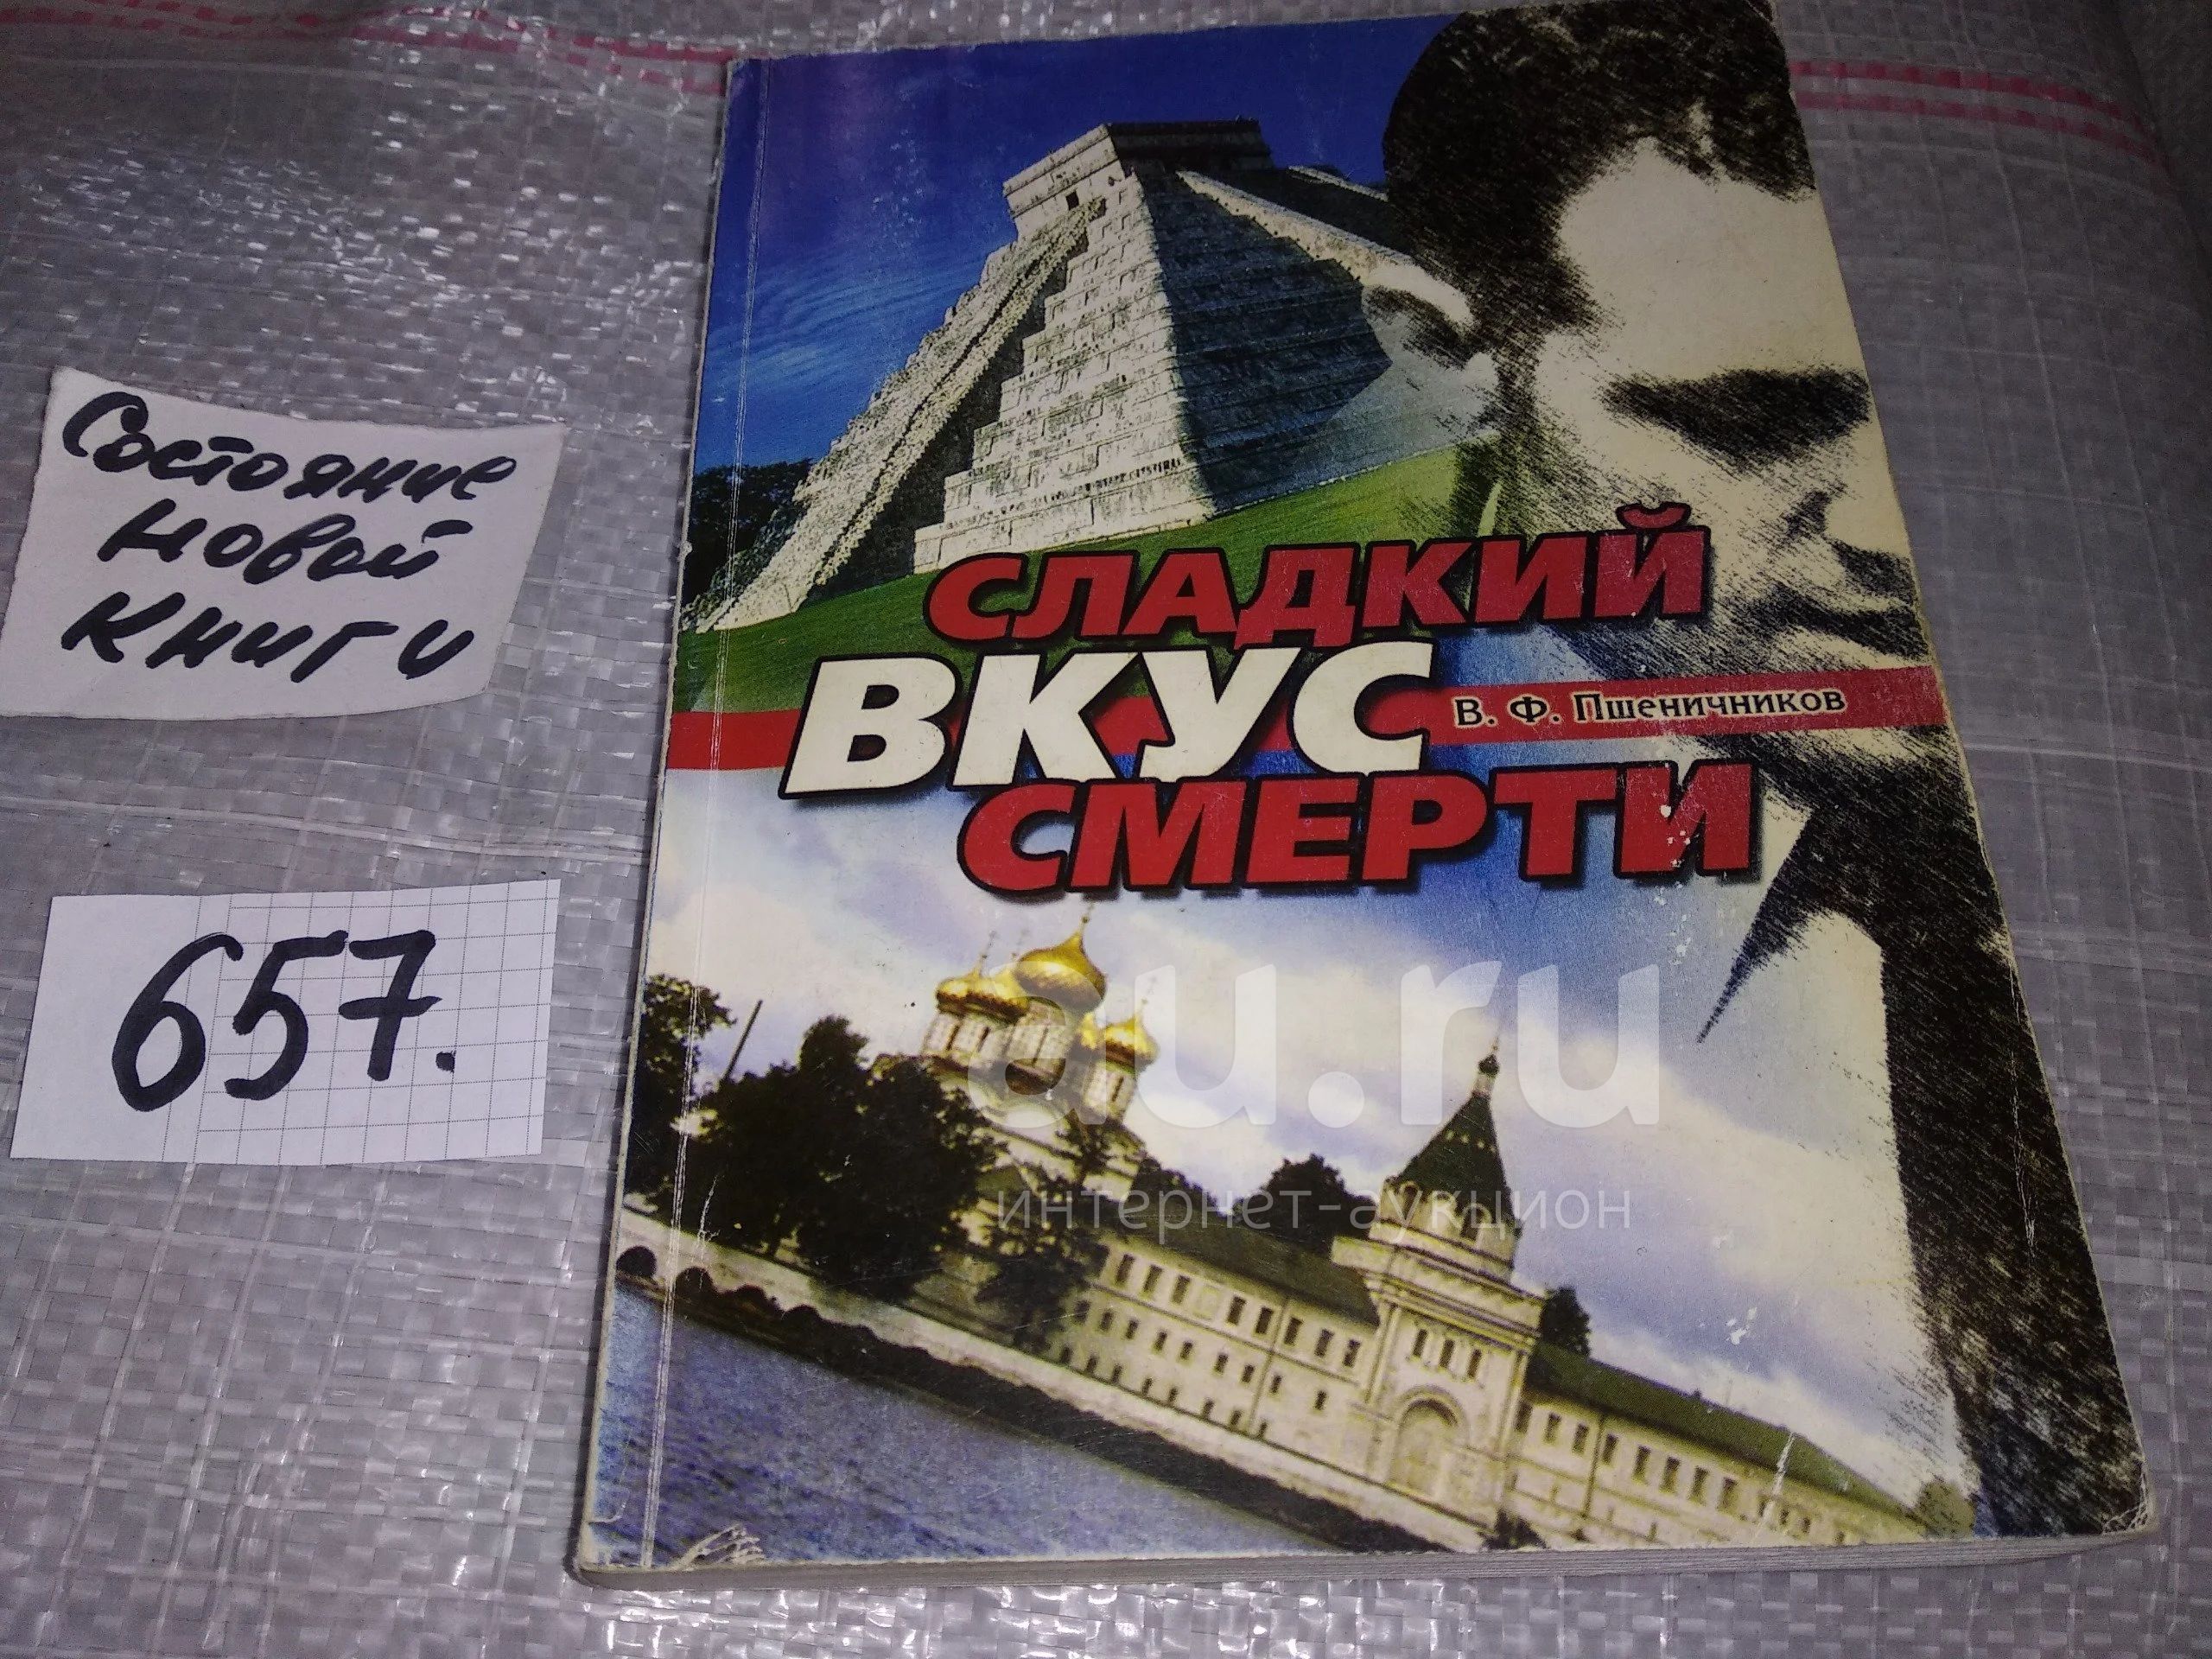 Состояние
новой
книги
657.
СЛАДКИЙ
ВКУС
В. Ф. Пшеничников
СМЕРТИ
au.ru
интернет-аукцион